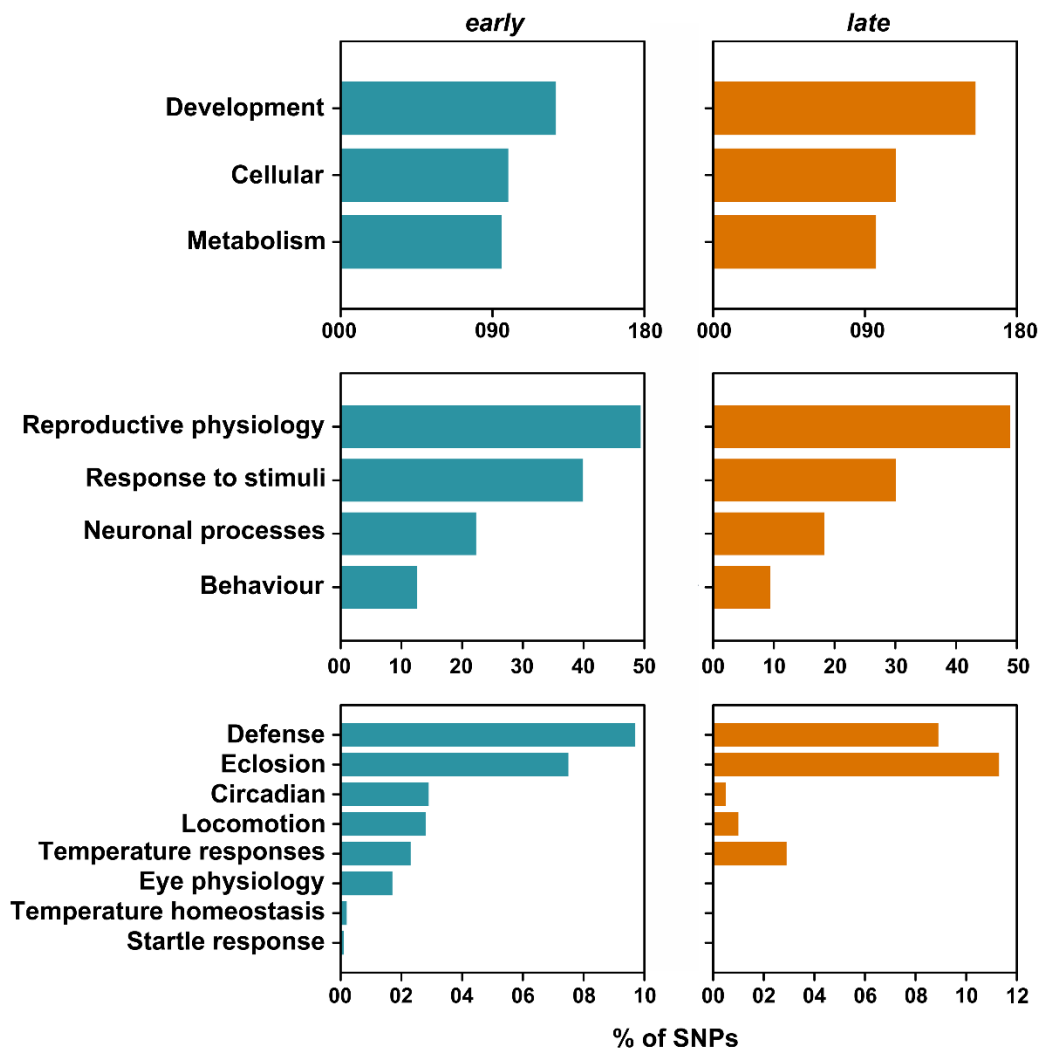 early late
Development
Cellular
Metabolism
000 090 180 000 090 180
Reproductive physiology
Response to stimuli
Neuronal processes
Behaviour
00 10 20 30 40 50 00 10 20 30 40 50
Defense
Eclosion
Circadian
Locomotion
Temperature responses
Eye physiology
Temperature homeostasis
Startle response
00 02 04 06 08 10 00 02 04 06 08 10 12
% of SNPs